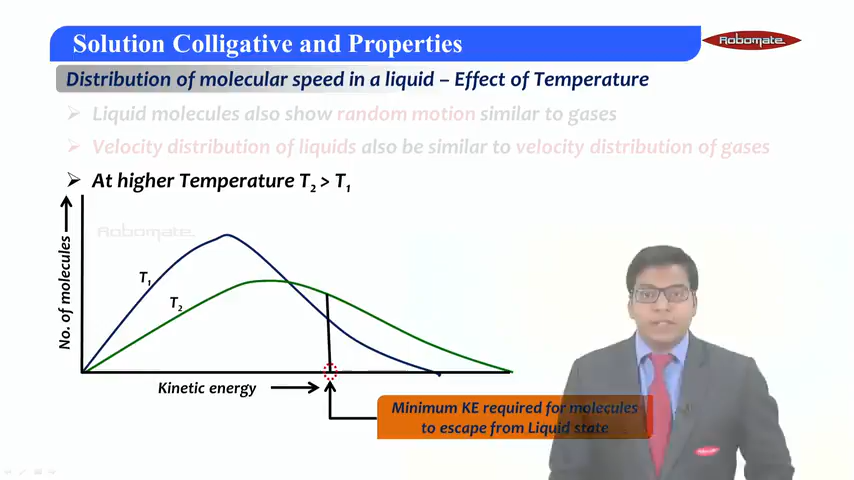 Solution Colligative and Properties
Robomate
Distribution of molecular speed in a liquid – Effect of Temperature
➢ Liquid molecules also show random motion similar to gases
➢ Velocity distribution of liquids also be similar to velocity distribution of gases
➢ At higher Temperature T₂ > T₁
Robomate
No. of molecules
T₁
T₂
Kinetic energy
Minimum KE required for molecules
to escape from Liquid state